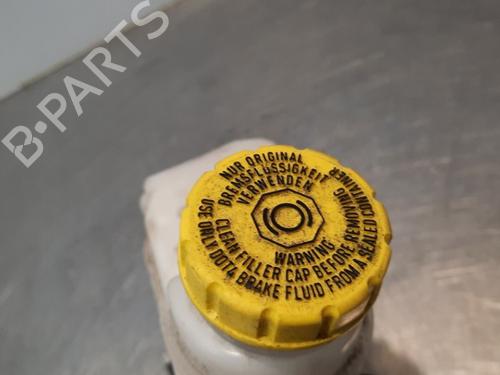 B-PARTS
NUR ORIGINAL
BREMSFLÜSSIGKEIT
VERWENDEN
WARNING
CLEAN FILLER CAP BEFORE REMOVING
USE ONLY DOT4 BRAKE FLUID FROM A SEALED CONTAINER